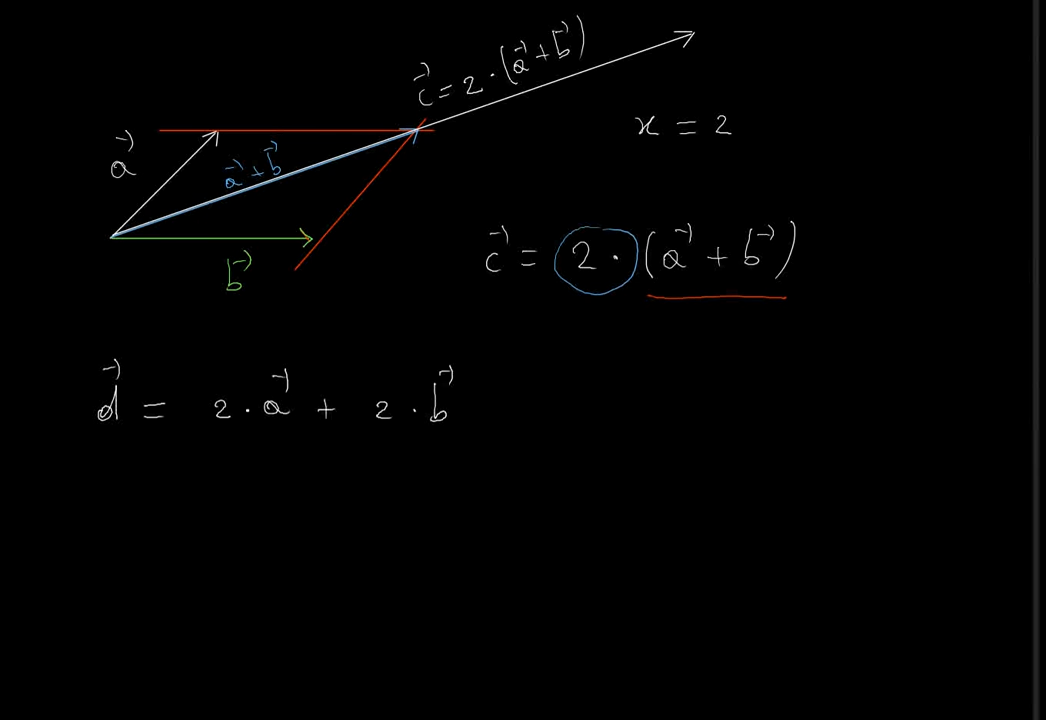 c⃗ = 2 · (a⃗ + b⃗)
x = 2
a⃗
a⃗ + b⃗
b⃗
c⃗ = 2 · (a⃗ + b⃗)
d⃗ = 2 · a⃗ + 2 · b⃗